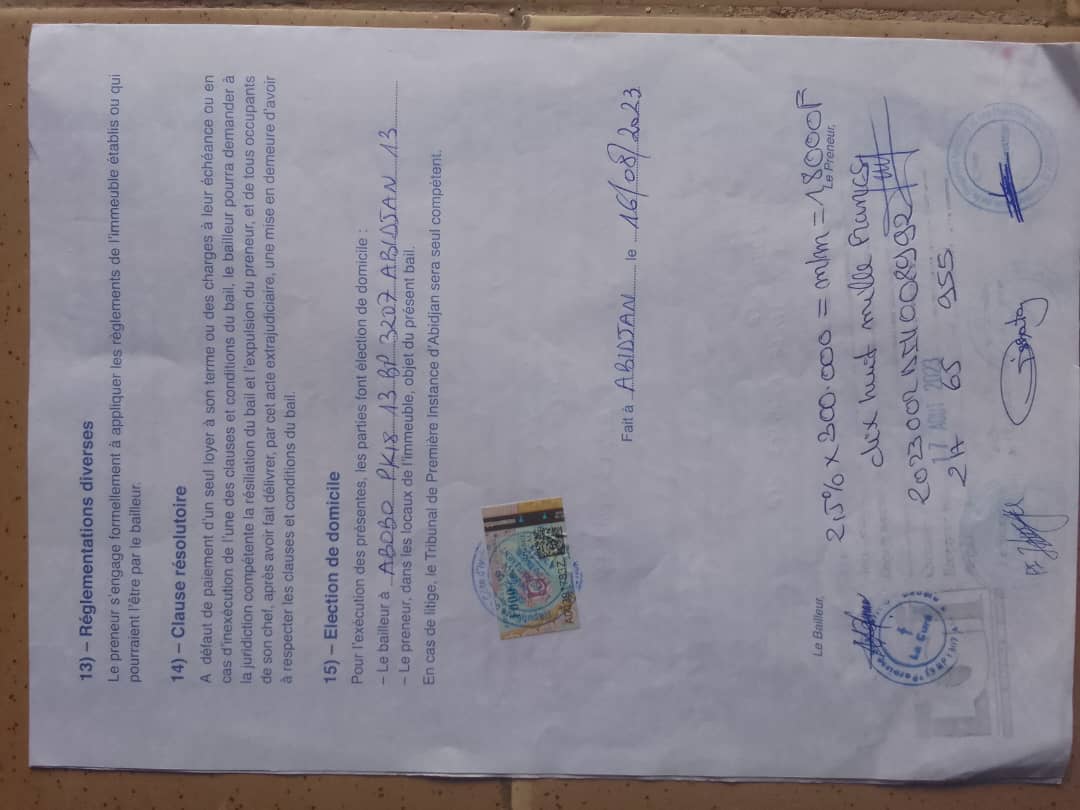 13) – Réglementations diverses
Le preneur s'engage formellement à appliquer les règlements de l'immeuble établis ou qui
pourraient l'être par le bailleur.
14) – Clause résolutoire
A défaut de paiement d'un seul loyer à son terme ou des charges à leur échéance ou en
cas d'inexécution de l'une des clauses et conditions du bail, le bailleur pourra demander à
la juridiction compétente la résiliation du bail et l'expulsion du preneur, et de tous occupants
de son chef, après avoir fait délivrer, par cet acte extrajudiciaire, une mise en demeure d'avoir
à respecter les clauses et conditions du bail.
15) – Election de domicile
Pour l'exécution des présentes, les parties font élection de domicile :
– Le bailleur à ABOBO PK18 13 BP 3207 ABIDJAN 13
– Le preneur, dans les locaux de l'immeuble, objet du présent bail.
En cas de litige, le Tribunal de Première Instance d'Abidjan sera seul compétent.
Fait à ABIDJAN le 16/08/2023
Le Bailleur,
Le Preneur,
2,5% x 300.000 = m/m = 18000F
dix huit mille Francs
17 AOUT 2023
65 955